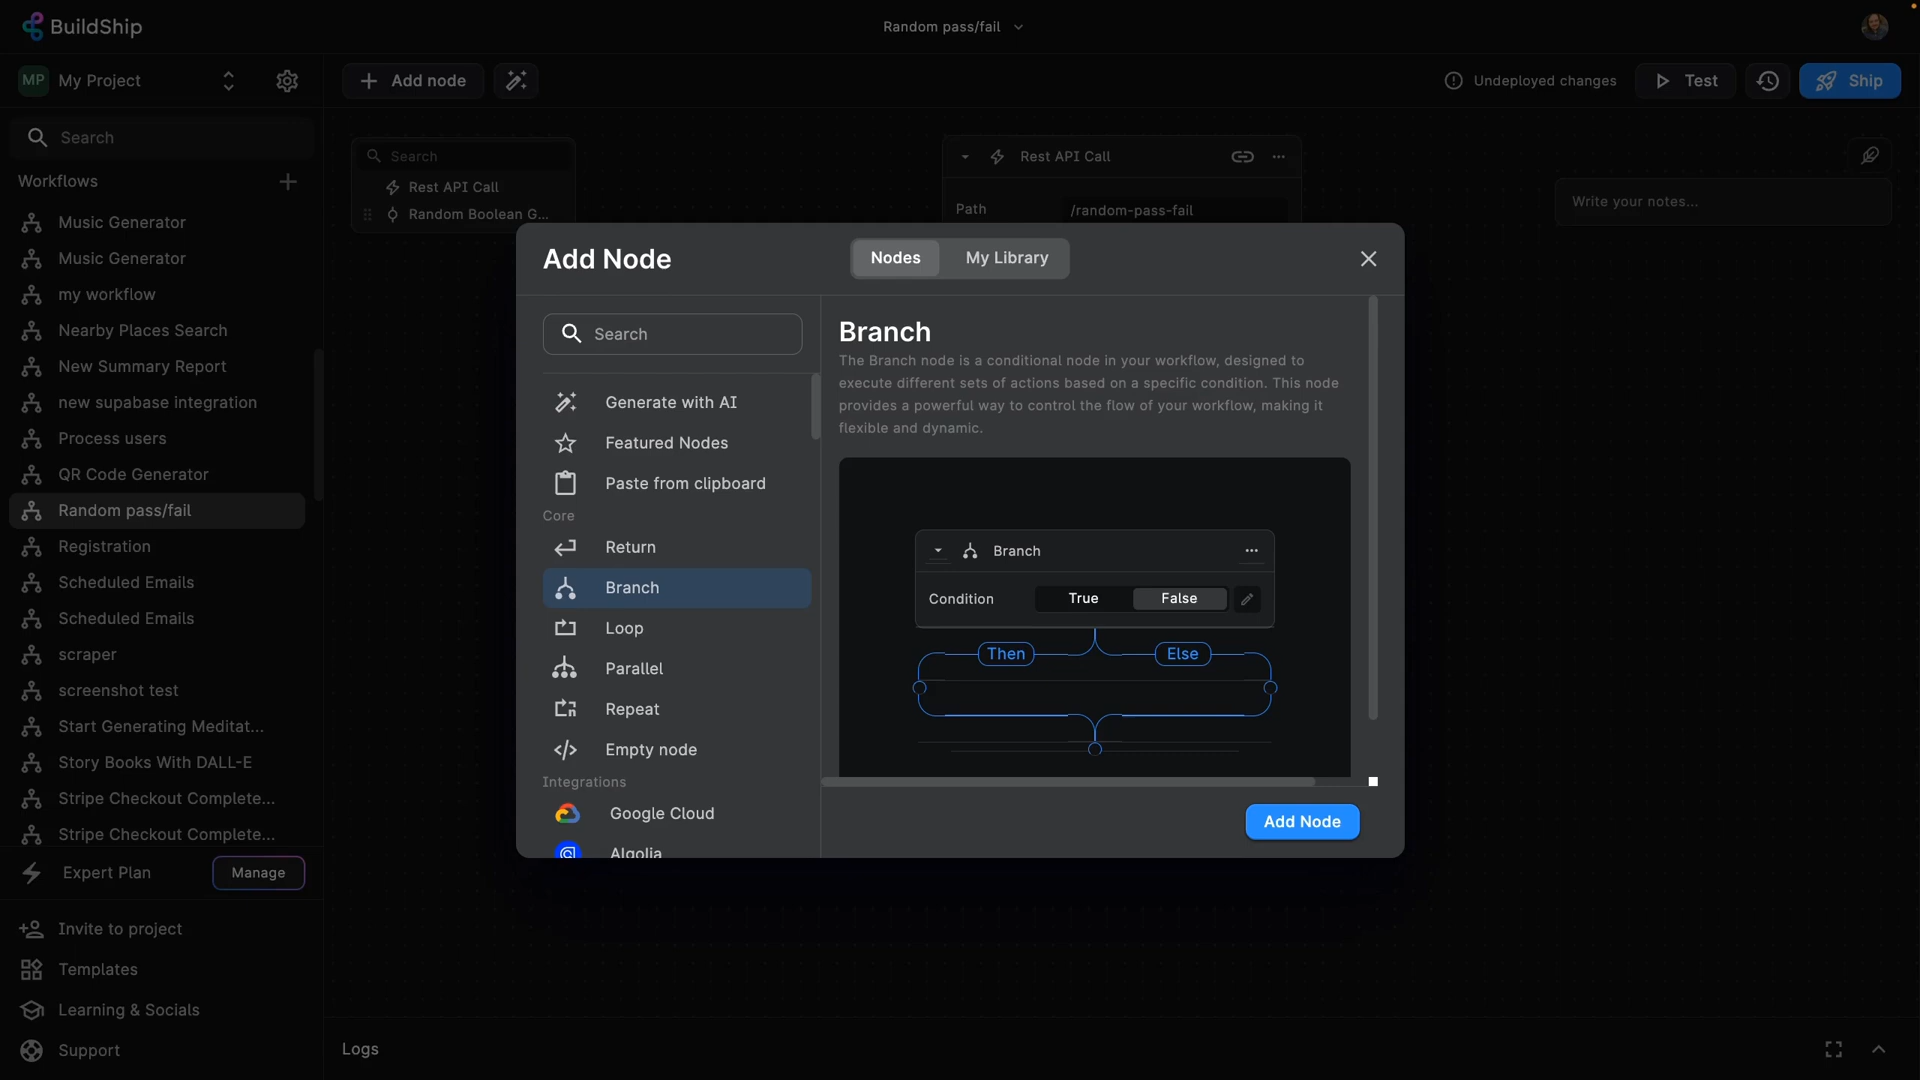 BuildShip
Random pass/fail
MP My Project
Add node
Undeployed changes
Test
Ship
Search
Workflows
Music Generator
Music Generator
my workflow
Nearby Places Search
New Summary Report
new supabase integration
Process users
QR Code Generator
Random pass/fail
Registration
Scheduled Emails
Scheduled Emails
scraper
screenshot test
Start Generating Meditat...
Story Books With DALL-E
Stripe Checkout Complete...
Stripe Checkout Complete...
Expert Plan
Manage
Invite to project
Templates
Learning & Socials
Support
Search
Rest API Call
Random Boolean G...
Rest API Call
Path /random-pass-fail
Write your notes...
Add Node
Nodes
My Library
Search
Generate with AI
Featured Nodes
Paste from clipboard
Core
Return
Branch
Loop
Parallel
Repeat
Empty node
Integrations
Google Cloud
Algolia
Branch
The Branch node is a conditional node in your workflow, designed to
execute different sets of actions based on a specific condition. This node
provides a powerful way to control the flow of your workflow, making it
flexible and dynamic.
Branch
Condition True False
Then Else
Add Node
Logs